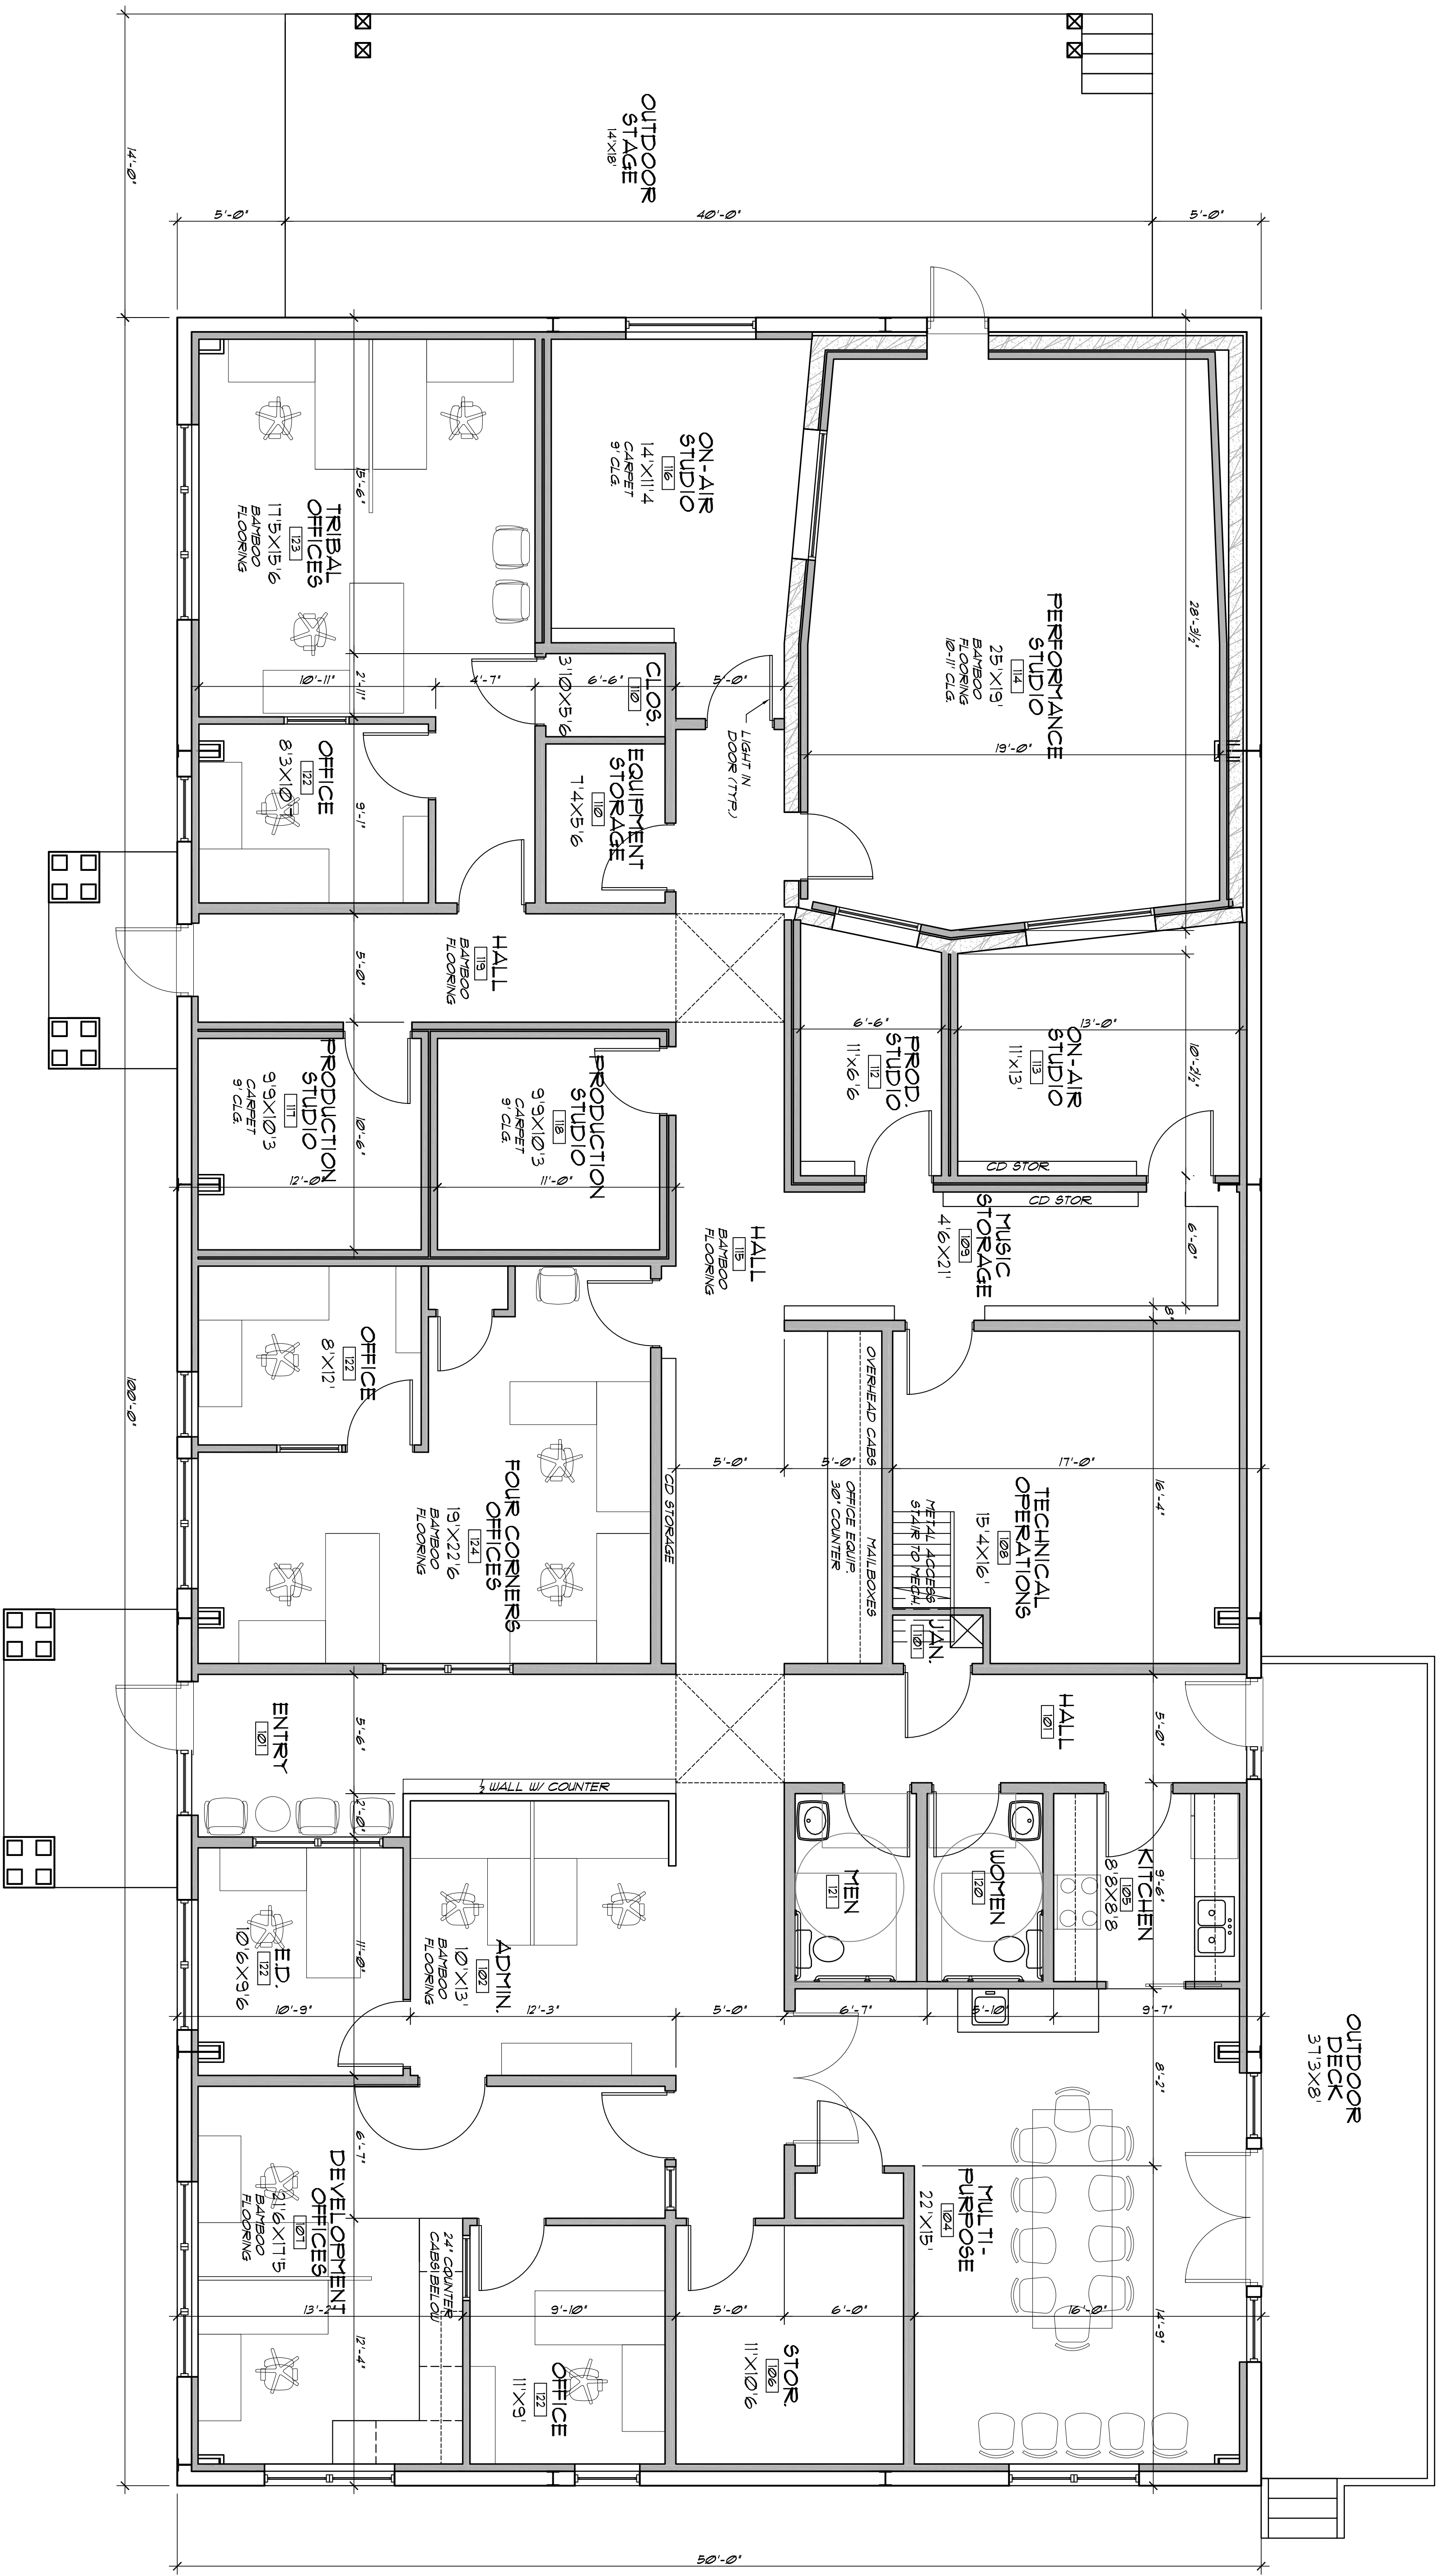 OUTDOOR
STAGE
14'X18'
14'-0"
5'-0"
40'-0"
5'-0"
ON-AIR
STUDIO
116
14'X11'4
CARPET
9' CLG.
TRIBAL
OFFICES
123
17'5X15'6
BAMBOO
FLOORING
15'-6"
PERFORMANCE
STUDIO
114
25'X19'
BAMBOO
FLOORING
10-11' CLG.
28'-3½"
19'-0"
CLOS.
110
3'10X5'6
10'-11"
2'-11"
4'-7"
6'-6"
5'-0"
LIGHT IN
DOOR (TYP.)
EQUIPMENT
STORAGE
110
7'4X5'6
OFFICE
122
8'3X10'7
9'-1"
HALL
119
BAMBOO
FLOORING
5'-0"
PRODUCTION
STUDIO
117
9'9X10'3
CARPET
9' CLG.
10'-6"
12'-0"
PRODUCTION
STUDIO
118
9'9X10'3
CARPET
9' CLG.
11'-0"
PROD.
STUDIO
112
11'X6'6
6'-6"
ON-AIR
STUDIO
113
11'X13'
13'-0"
10'-2½"
CD STOR
CD STOR
MUSIC
STORAGE
109
4'6X21'
6'-0"
8"
HALL
115
BAMBOO
FLOORING
OFFICE
122
8'X12'
100'-0"
FOUR CORNERS
OFFICES
124
19'X22'6
BAMBOO
FLOORING
CD STORAGE
5'-0"
5'-0"
17'-0"
OVERHEAD CABS
MAILBOXES
OFFICE EQUIP.
30" COUNTER
METAL ACCESS
STAIR TO MECH.
TECHNICAL
OPERATIONS
108
15'4X16'
16'-4"
JAN.
101
HALL
101
5'-0"
ENTRY
101
5'-6"
½ WALL W/ COUNTER
2'-0"
MEN
121
WOMEN
120
KITCHEN
105
8'8X8'8
9'-6"
E.D.
122
10'6X9'6
11'-0"
ADMIN.
102
10'X13'
BAMBOO
FLOORING
10'-9"
12'-3"
5'-0"
6'-7"
5'-10"
9'-7"
OUTDOOR
DECK
37'3X8'
8'-2"
DEVELOPMENT
OFFICES
107
21'6X17'5
BAMBOO
FLOORING
6'-7"
24" COUNTER
CABS BELOW
MULTI-
PURPOSE
104
22'X15'
13'-2"
9'-10"
5'-0"
6'-0"
16'-0"
14'-9"
12'-4"
OFFICE
122
11'X9'
STOR.
106
11'X10'6
50'-0"